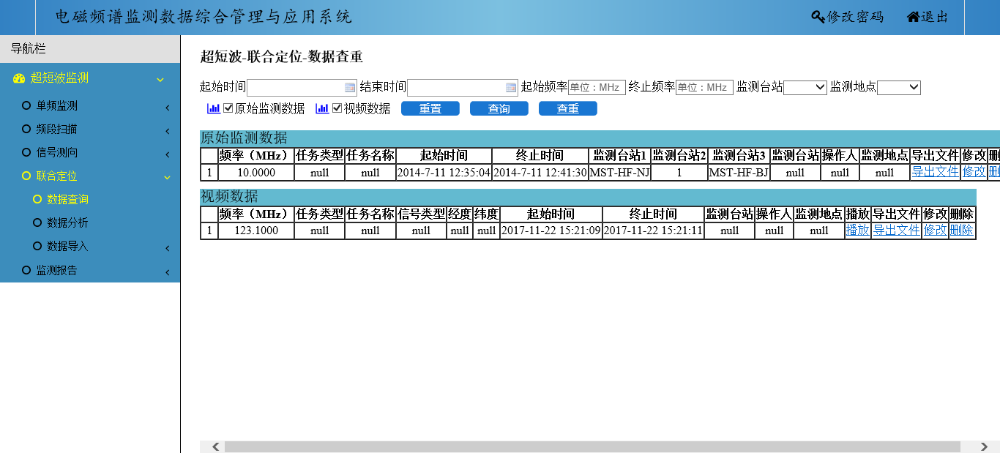 电磁频谱监测数据综合管理与应用系统 修改密码 退出
导航栏
超短波监测
单频监测
频段扫描
信号测向
联合定位
数据查询
数据分析
数据导入
监测报告
超短波-联合定位-数据查重
起始时间 结束时间 起始频率 单位：MHz 终止频率 单位：MHz 监测台站 监测地点
原始监测数据 视频数据 重置 查询 查重
原始监测数据
频率（MHz） 任务类型 任务名称 起始时间 终止时间 监测台站1 监测台站2 监测台站3 监测台站 操作人 监测地点 导出文件 修改 删
1 10.0000 null null 2014-7-11 12:35:04 2014-7-11 12:41:30 MST-HF-NJ 1 MST-HF-BJ null null null 导出文件 修改 删
视频数据
频率（MHz） 任务类型 任务名称 信号类型 经度 纬度 起始时间 终止时间 监测台站 操作人 监测地点 播放 导出文件 修改 删除
1 123.1000 null null null null null 2017-11-22 15:21:09 2017-11-22 15:21:11 null null null 播放 导出文件 修改 删除